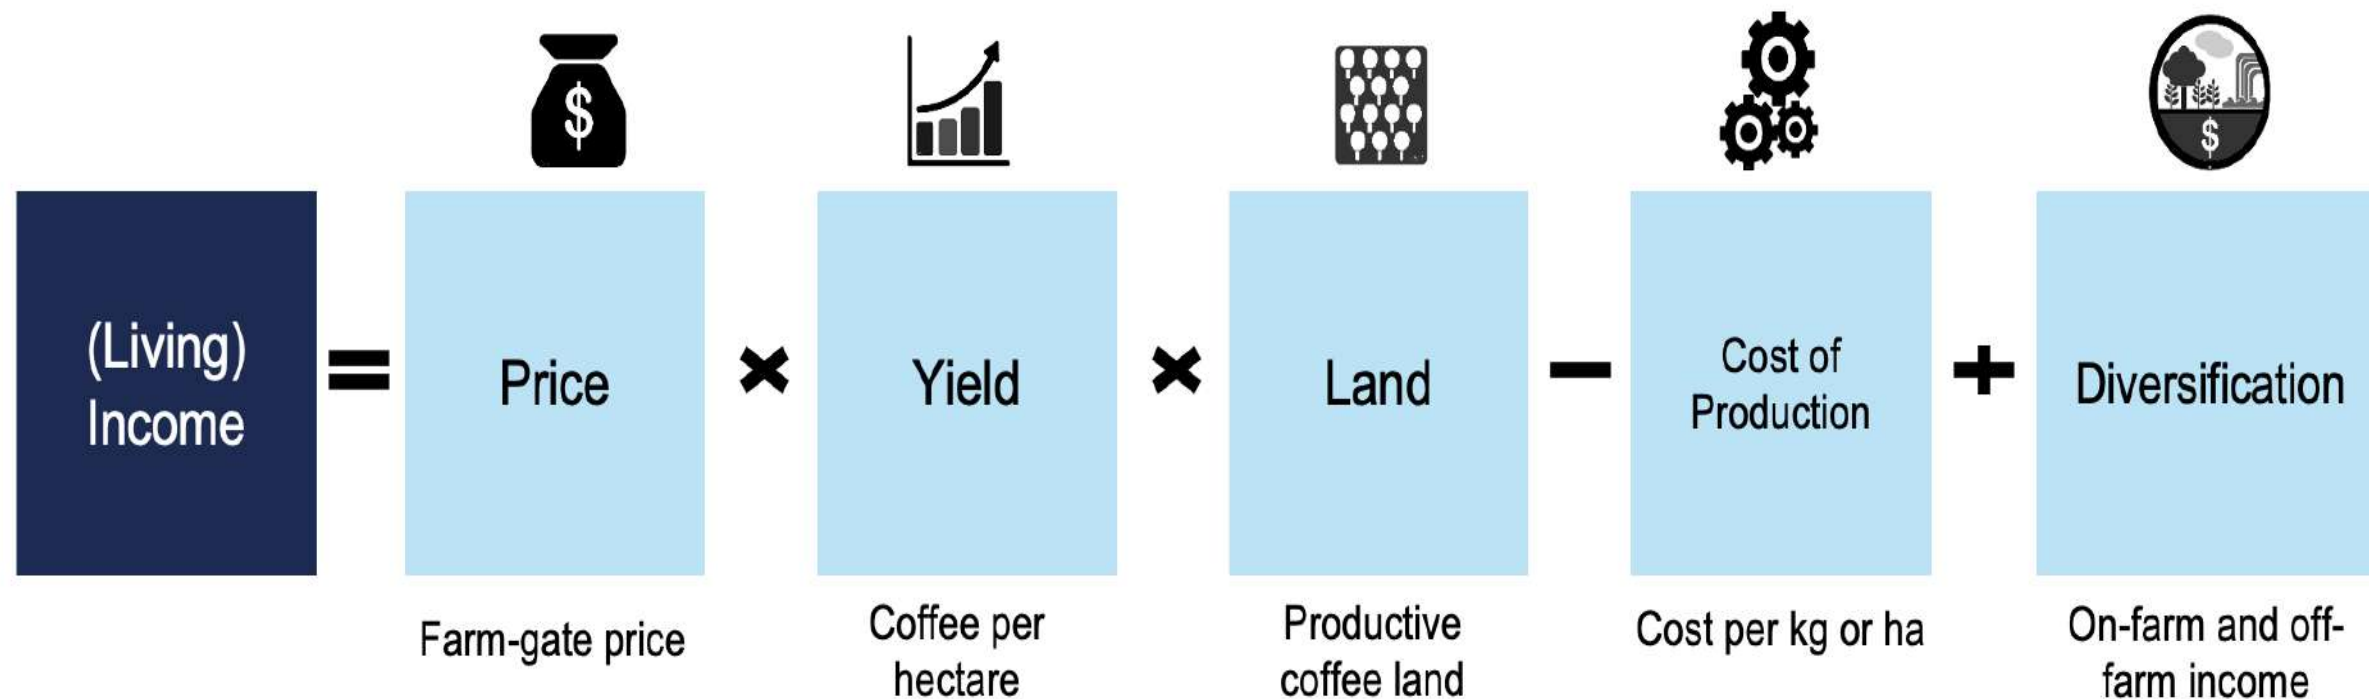 $
$
(Living)
Income
=
Price
×
Yield
×
Land
−
Cost of
Production
+
Diversification
Farm-gate price
Coffee per
hectare
Productive
coffee land
Cost per kg or ha
On-farm and off-
farm income